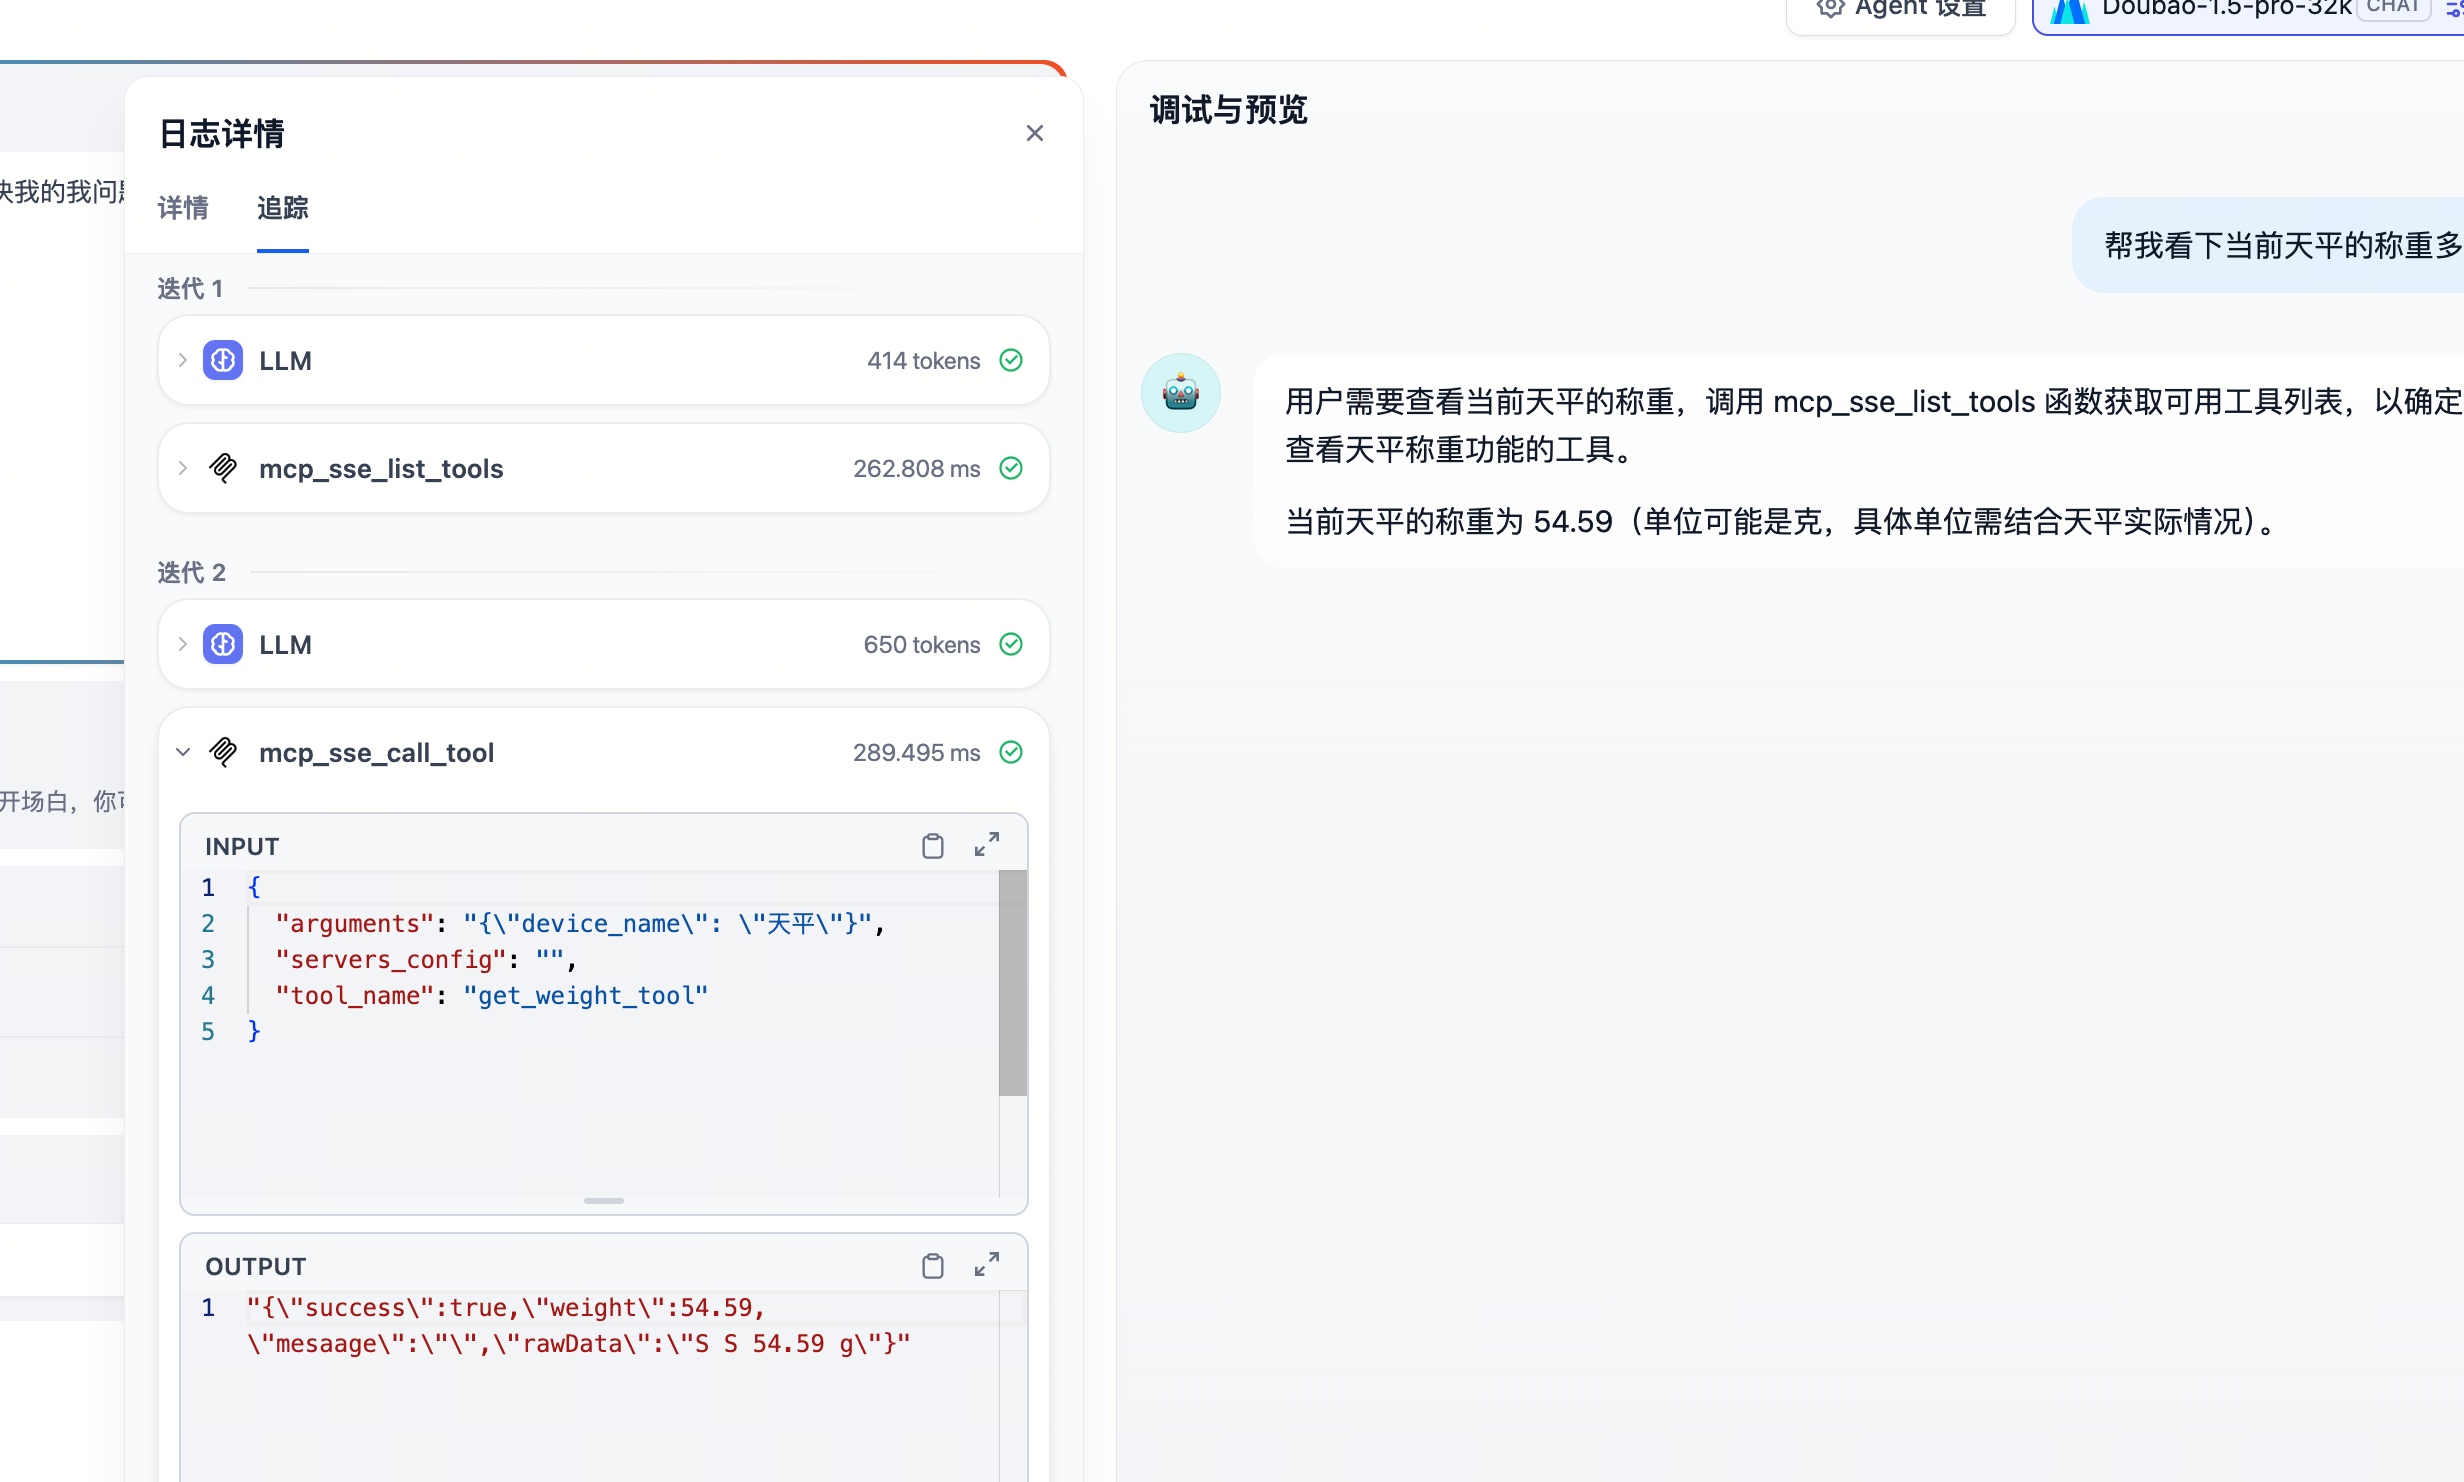 Agent 设置
Doubao-1.5-pro-32k
CHAT
日志详情
详情
追踪
迭代 1
LLM
414 tokens
mcp_sse_list_tools
262.808 ms
迭代 2
LLM
650 tokens
mcp_sse_call_tool
289.495 ms
INPUT
1 {
2 "arguments": "{\"device_name\": \"天平\"}",
3 "servers_config": "",
4 "tool_name": "get_weight_tool"
5 }
OUTPUT
1 "{\"success\":true,\"weight\":54.59,
\"mesaage\":\"\",\"rawData\":\"S S 54.59 g\"}"
我的我问
开场白，你
调试与预览
帮我看下当前天平的称重多
用户需要查看当前天平的称重，调用 mcp_sse_list_tools 函数获取可用工具列表，以确定
查看天平称重功能的工具。
当前天平的称重为 54.59（单位可能是克，具体单位需结合天平实际情况）。